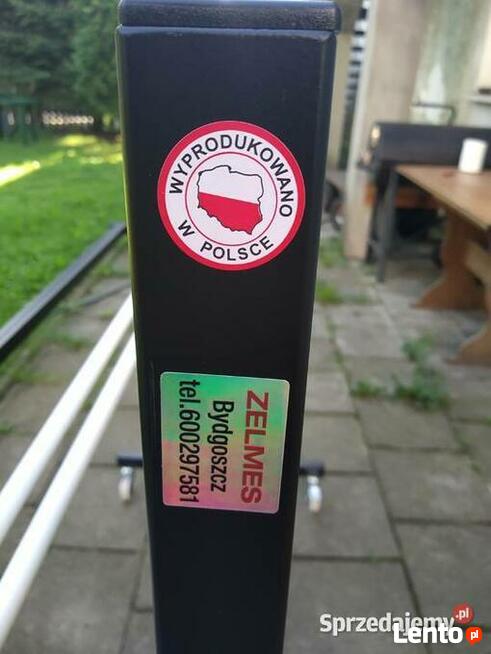 WYPRODUKOWANO
W POLSCE
ZELMES
Bydgoszcz
tel.600297581
Sprzedajemy.pl
Lento.pl